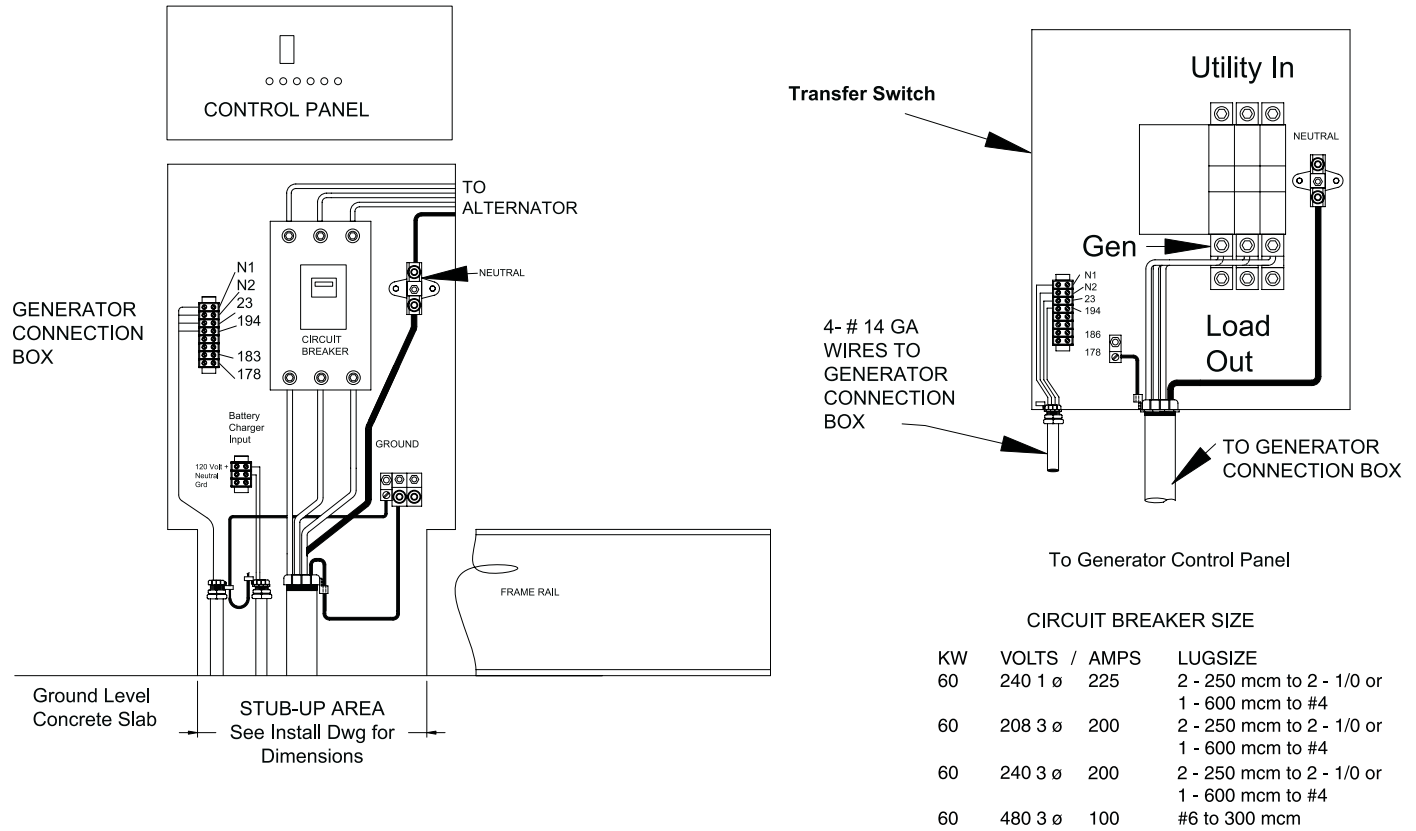 CONTROL PANEL
TO
ALTERNATOR
NEUTRAL
N1
N2
23
194
183
178
GENERATOR
CONNECTION
BOX
CIRCUIT
BREAKER
Battery
Charger
Input
120 Volt +
Neutral
Grd
GROUND
FRAME RAIL
Ground Level
Concrete Slab
STUB-UP AREA
See Install Dwg for
Dimensions
Transfer Switch
Utility In
NEUTRAL
Gen
N1
N2
23
194
186
178
Load
Out
4- # 14 GA
WIRES TO
GENERATOR
CONNECTION
BOX
TO GENERATOR
CONNECTION BOX
To Generator Control Panel
CIRCUIT BREAKER SIZE
KW VOLTS / AMPS LUGSIZE
60 240 1 ø 225 2 - 250 mcm to 2 - 1/0 or
1 - 600 mcm to #4
60 208 3 ø 200 2 - 250 mcm to 2 - 1/0 or
1 - 600 mcm to #4
60 240 3 ø 200 2 - 250 mcm to 2 - 1/0 or
1 - 600 mcm to #4
60 480 3 ø 100 #6 to 300 mcm